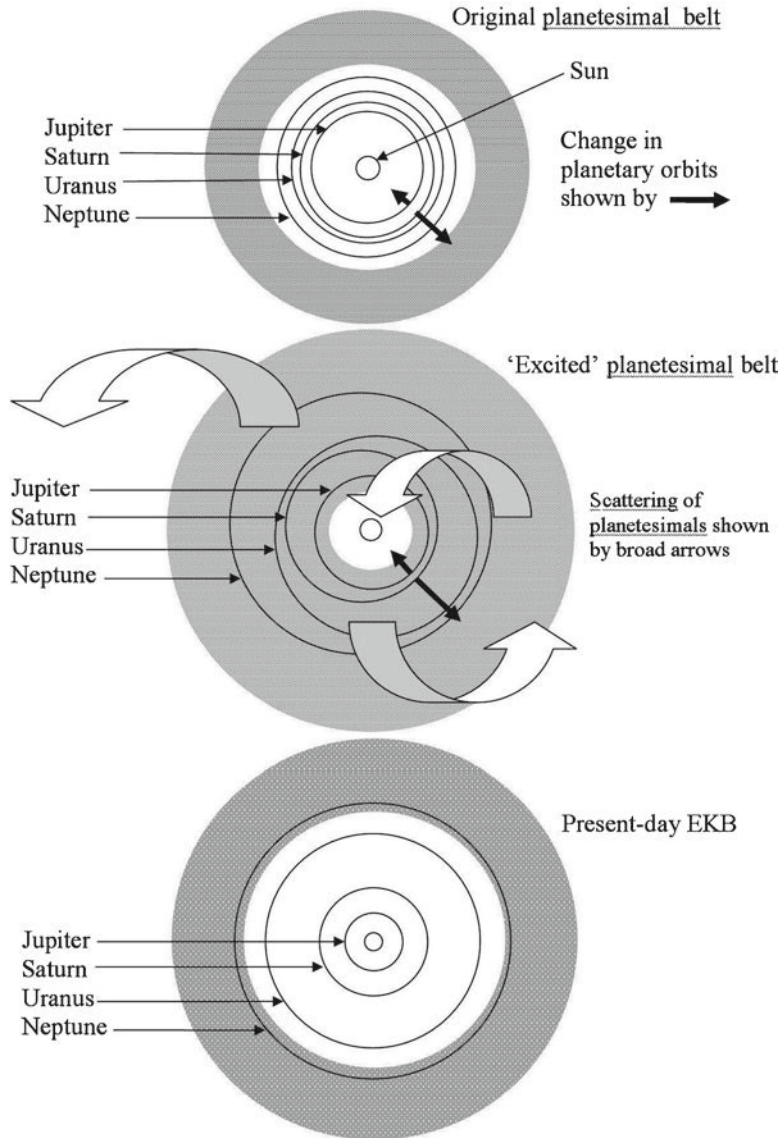 Original planetesimal belt
Sun
Jupiter
Saturn
Uranus
Neptune
Change in
planetary orbits
shown by
‘Excited’ planetesimal belt
Jupiter
Saturn
Uranus
Neptune
Scattering of
planetesimals shown
by broad arrows
Present-day EKB
Jupiter
Saturn
Uranus
Neptune